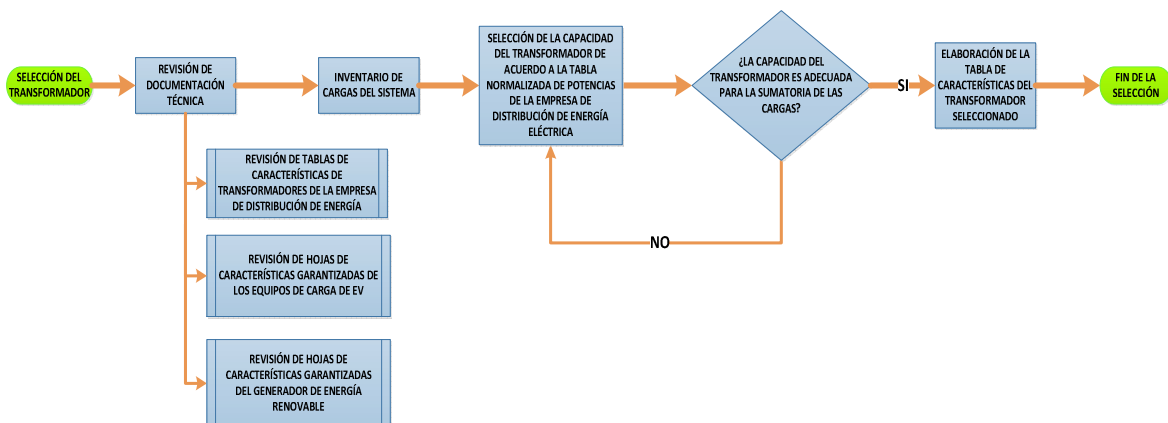 SELECCIÓN DEL
TRANSFORMADOR
REVISIÓN DE
DOCUMENTACIÓN
TÉCNICA
INVENTARIO DE
CARGAS DEL SISTEMA
SELECCIÓN DE LA CAPACIDAD
DEL TRANSFORMADOR DE
ACUERDO A LA TABLA
NORMALIZADA DE POTENCIAS
DE LA EMPRESA DE
DISTRIBUCIÓN DE ENERGÍA
ELÉCTRICA
¿LA CAPACIDAD DEL
TRANSFORMADOR ES ADECUADA
PARA LA SUMATORIA DE LAS
CARGAS?
SI
ELABORACIÓN DE LA
TABLA DE
CARACTERÍSTICAS DEL
TRANSFORMADOR
SELECCIONADO
FIN DE LA
SELECCIÓN
REVISIÓN DE TABLAS DE
CARACTERÍSTICAS DE
TRANSFORMADORES DE LA EMPRESA
DE DISTRIBUCIÓN DE ENERGÍA
NO
REVISIÓN DE HOJAS DE
CARACTERÍSTICAS GARANTIZADAS DE
LOS EQUIPOS DE CARGA DE EV
REVISIÓN DE HOJAS DE
CARACTERÍSTICAS GARANTIZADAS
DEL GENERADOR DE ENERGÍA
RENOVABLE